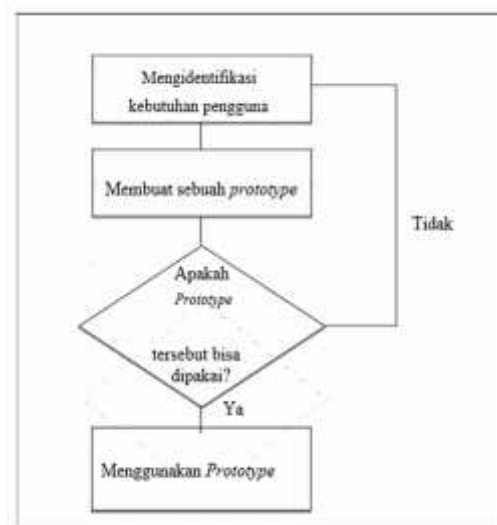 Mengidentifikasi
kebutuhan pengguna
Membuat sebuah prototype
Tidak
Apakah
Prototype
tersebut bisa
dipakai?
Ya
Menggunakan Prototype